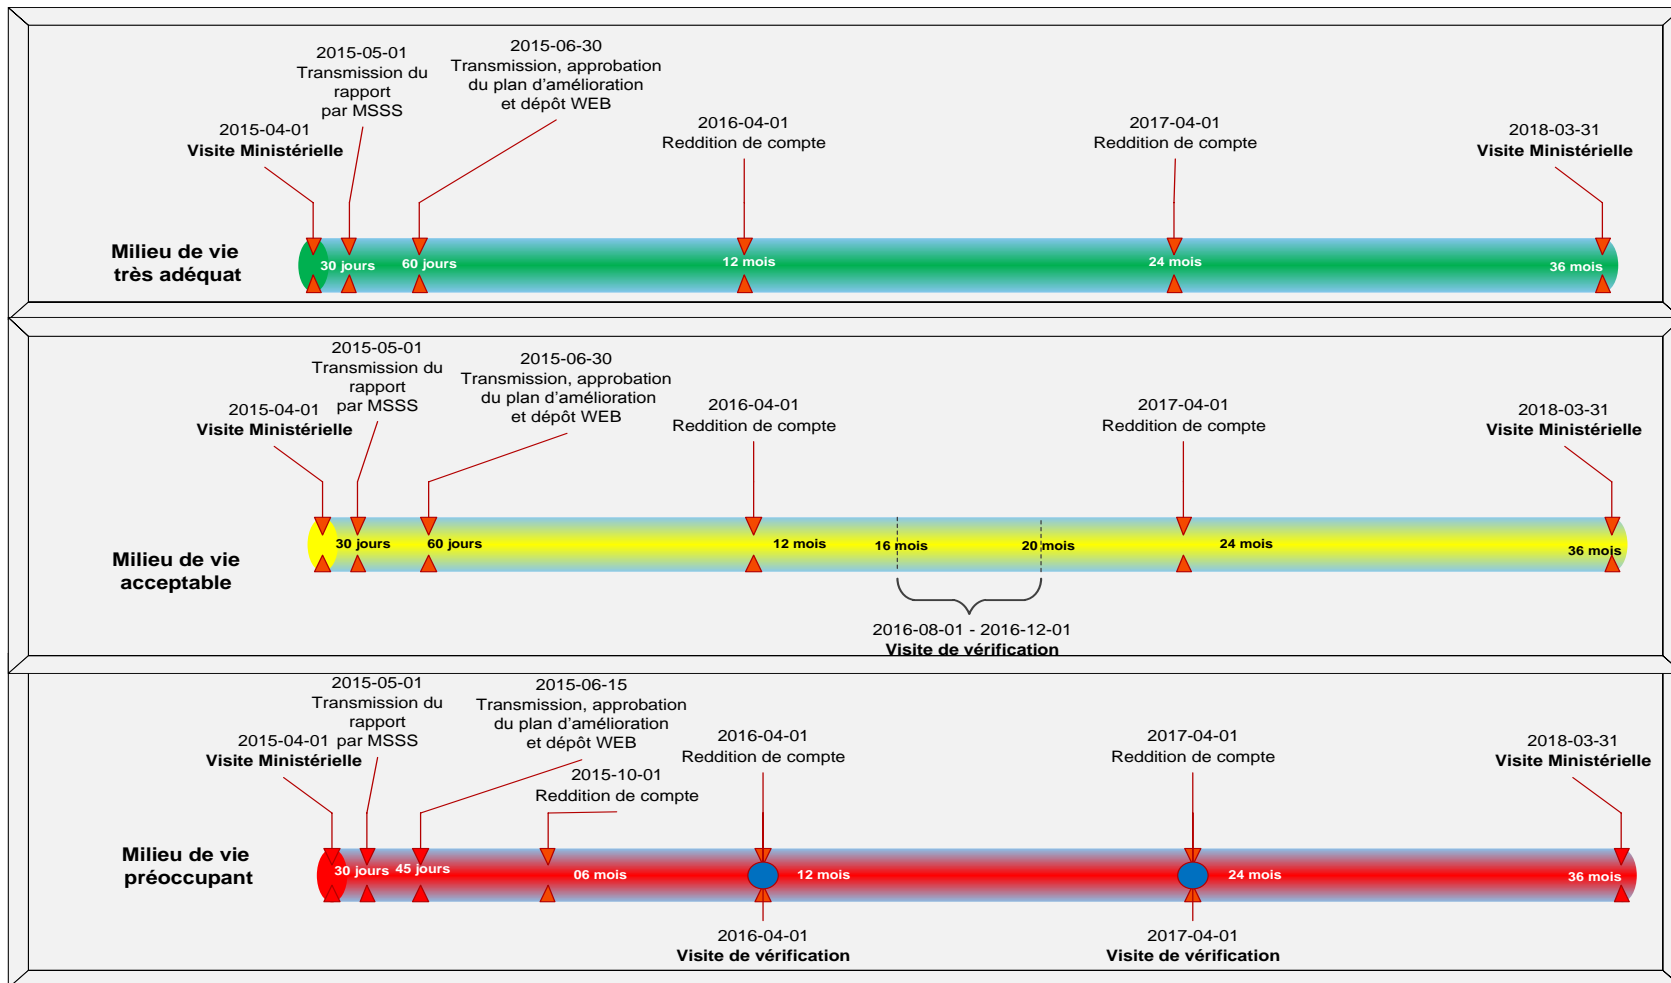 2015-05-01
Transmission du
rapport
par MSSS
2015-06-30
Transmission, approbation
du plan d'amélioration
et dépôt WEB
2015-04-01
Visite Ministérielle
2016-04-01
Reddition de compte
2017-04-01
Reddition de compte
2018-03-31
Visite Ministérielle
Milieu de vie
très adéquat
30 jours
60 jours
12 mois
24 mois
36 mois
2015-05-01
Transmission du
rapport
par MSSS
2015-06-30
Transmission, approbation
du plan d'amélioration
et dépôt WEB
2015-04-01
Visite Ministérielle
2016-04-01
Reddition de compte
2017-04-01
Reddition de compte
2018-03-31
Visite Ministérielle
Milieu de vie
acceptable
30 jours
60 jours
12 mois
16 mois
20 mois
24 mois
36 mois
2016-08-01 - 2016-12-01
Visite de vérification
2015-05-01
Transmission du
rapport
par MSSS
2015-06-15
Transmission, approbation
du plan d'amélioration
et dépôt WEB
2015-04-01
Visite Ministérielle
2015-10-01
Reddition de compte
2016-04-01
Reddition de compte
2017-04-01
Reddition de compte
2018-03-31
Visite Ministérielle
Milieu de vie
préoccupant
30 jours
45 jours
06 mois
12 mois
24 mois
36 mois
2016-04-01
Visite de vérification
2017-04-01
Visite de vérification